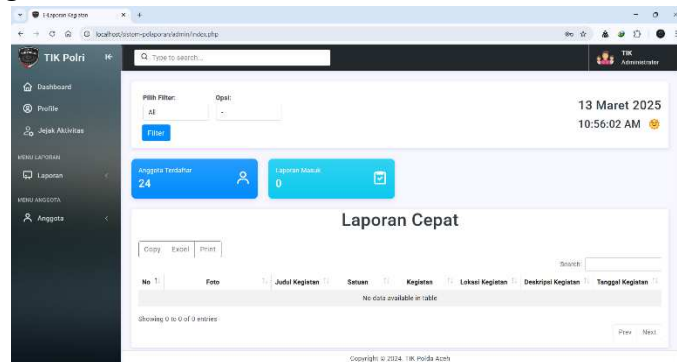 E-laporan Kegiatan
localhost/sistem-pelaporan/admin/index.php
TIK Polri
Type to search...
TIK
Administrator
Dashboard
Profile
Jejak Aktivitas
MENU LAPORAN
Laporan
MENU ANGGOTA
Anggota
Pilih Filter:
Opsi:
All
-
Filter
13 Maret 2025
10:56:02 AM
Anggota Terdaftar
24
Laporan Masuk
0
Laporan Cepat
Copy Excel Print
Search:
No Foto Judul Kegiatan Satuan Kegiatan Lokasi Kegiatan Deskripsi Kegiatan Tanggal Kegiatan
No data available in table
Showing 0 to 0 of 0 entries
Prev Next
Copyright © 2024 TIK Polda Aceh